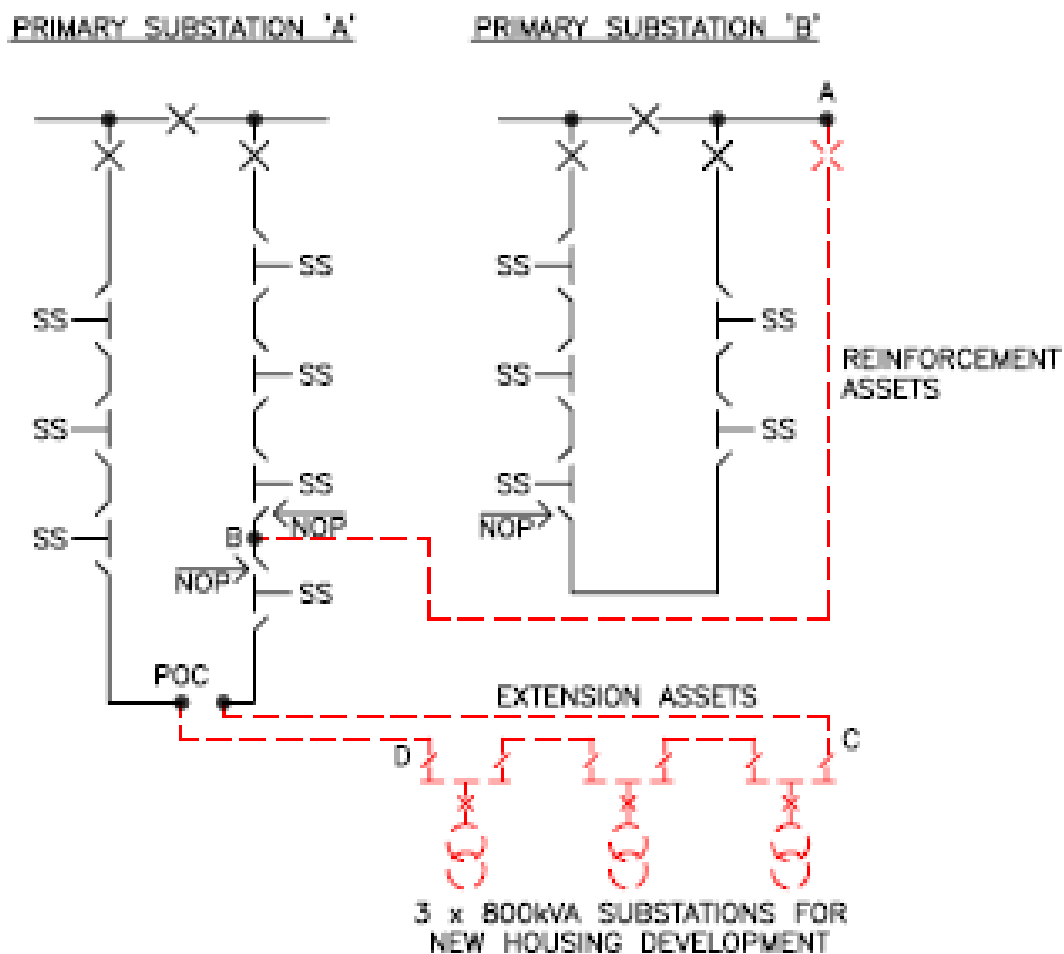 PRIMARY SUBSTATION 'A'
PRIMARY SUBSTATION 'B'
A
SS
SS
SS
SS
SS
SS
SS
REINFORCEMENT
ASSETS
SS
SS
SS
SS
NOP
NOP
SS
B
NOP
SS
POC
EXTENSION ASSETS
D
C
3 x 800kVA SUBSTATIONS FOR
NEW HOUSING DEVELOPMENT